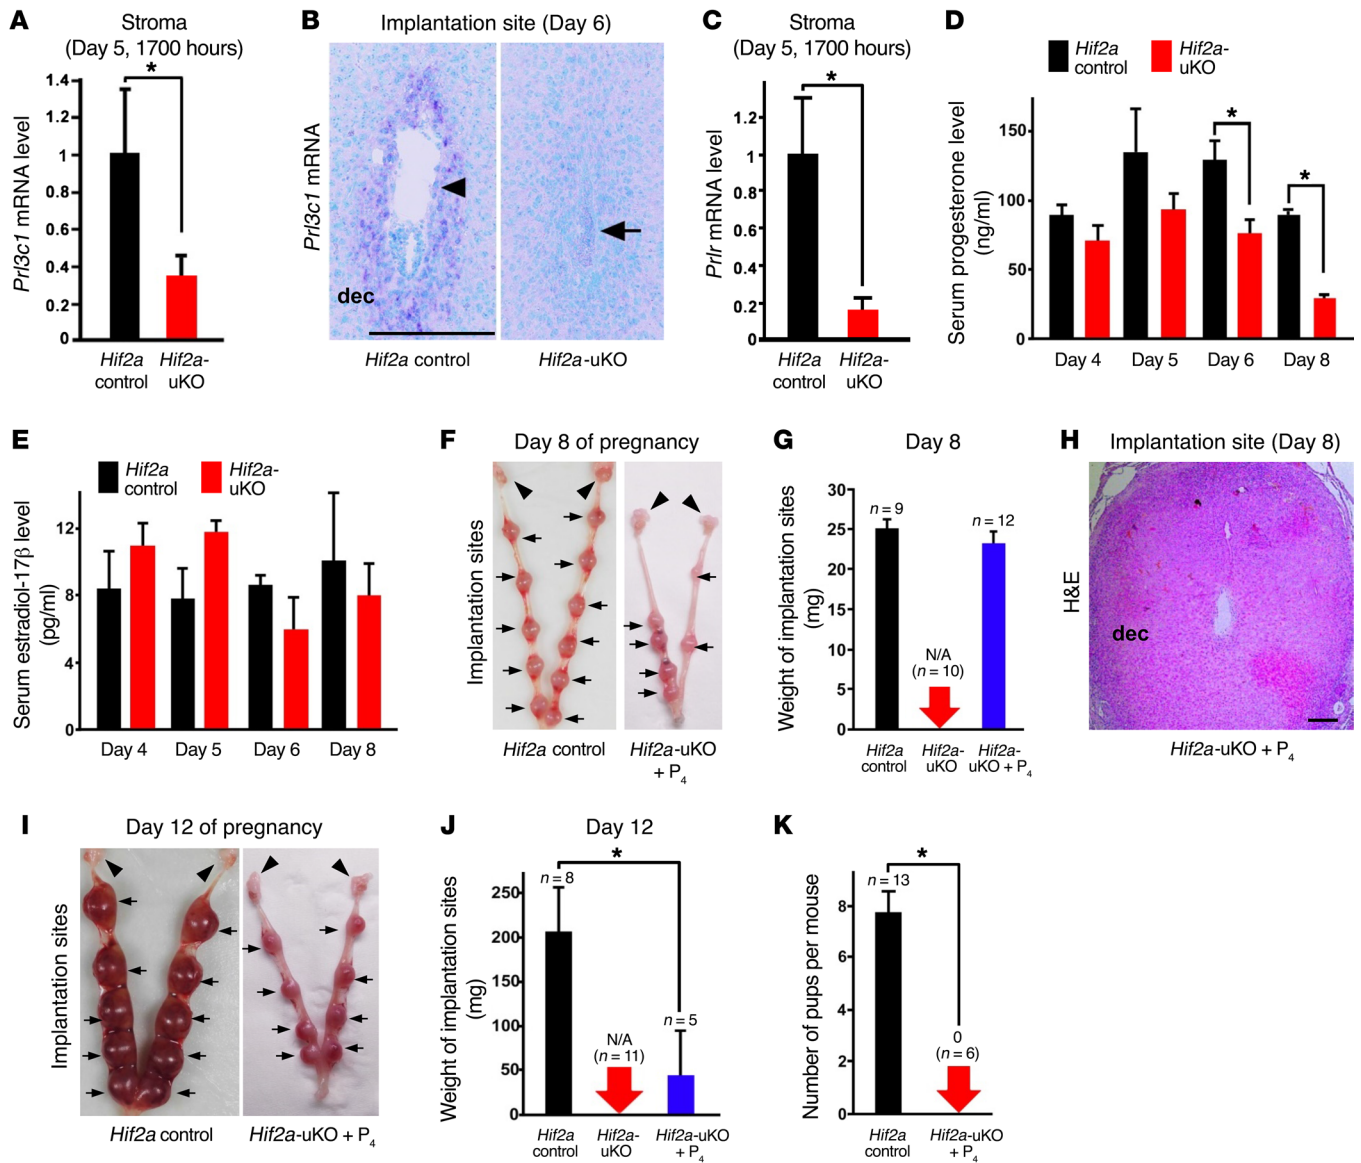 A
Stroma
(Day 5, 1700 hours)
Prl3c1 mRNA level
1.4
1.2
1
0.8
0.6
0.4
0.2
0
*
Hif2a
control
Hif2a-
uKO
B
Implantation site (Day 6)
Prl3c1 mRNA
dec
Hif2a control
Hif2a-uKO
C
Stroma
(Day 5, 1700 hours)
Prlr mRNA level
1.2
1
0.8
0.6
0.4
0.2
0
*
Hif2a
control
Hif2a-
uKO
D
Hif2a
control
Hif2a-
uKO
Serum progesterone level
(ng/ml)
150
100
50
0
*
*
Day 4
Day 5
Day 6
Day 8
E
Hif2a
control
Hif2a-
uKO
Serum estradiol-17β level
(pg/ml)
12
8
4
0
Day 4
Day 5
Day 6
Day 8
F
Day 8 of pregnancy
Implantation sites
Hif2a control
Hif2a-uKO
+ P4
G
Day 8
Weight of implantation sites
(mg)
30
25
20
15
10
5
0
n = 9
N/A
(n = 10)
n = 12
Hif2a
control
Hif2a-
uKO
Hif2a-
uKO + P4
H
Implantation site (Day 8)
H&E
dec
Hif2a-uKO + P4
I
Day 12 of pregnancy
Implantation sites
Hif2a control
Hif2a-uKO + P4
J
Day 12
Weight of implantation sites
(mg)
250
200
150
100
50
0
*
n = 8
N/A
(n = 11)
n = 5
Hif2a
control
Hif2a-
uKO
Hif2a-uKO
+ P4
K
Number of pups per mouse
8
6
4
2
0
*
n = 13
0
(n = 6)
Hif2a
control
Hif2a-uKO
+ P4